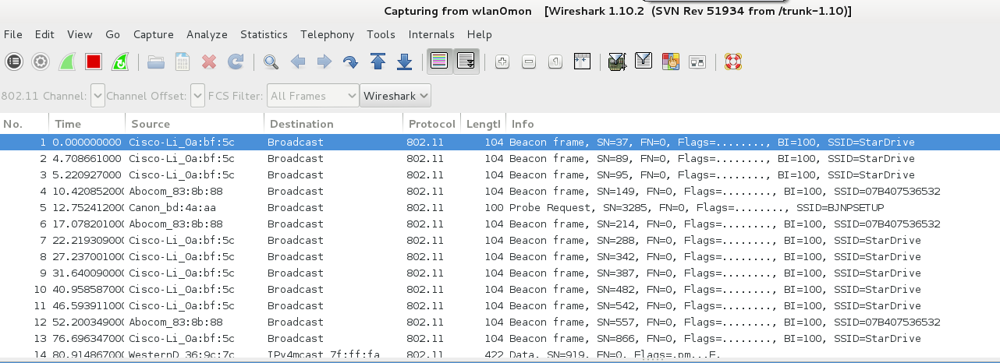 Capturing from wlan0mon [Wireshark 1.10.2 (SVN Rev 51934 from /trunk-1.10)]
File Edit View Go Capture Analyze Statistics Telephony Tools Internals Help
802.11 Channel: Channel Offset: FCS Filter: All Frames Wireshark
No. Time Source Destination Protocol Lengtl Info
1 0.000000000 Cisco-Li_0a:bf:5c Broadcast 802.11 104 Beacon frame, SN=37, FN=0, Flags=........, BI=100, SSID=StarDrive
2 4.708661000 Cisco-Li_0a:bf:5c Broadcast 802.11 104 Beacon frame, SN=89, FN=0, Flags=........, BI=100, SSID=StarDrive
3 5.220927000 Cisco-Li_0a:bf:5c Broadcast 802.11 104 Beacon frame, SN=95, FN=0, Flags=........, BI=100, SSID=StarDrive
4 10.420852000 Abocom_83:8b:88 Broadcast 802.11 104 Beacon frame, SN=149, FN=0, Flags=........, BI=100, SSID=07B407536532
5 12.752412000 Canon_bd:4a:aa Broadcast 802.11 100 Probe Request, SN=3285, FN=0, Flags=........, SSID=BJNPSETUP
6 17.078201000 Abocom_83:8b:88 Broadcast 802.11 104 Beacon frame, SN=214, FN=0, Flags=........, BI=100, SSID=07B407536532
7 22.219309000 Cisco-Li_0a:bf:5c Broadcast 802.11 104 Beacon frame, SN=288, FN=0, Flags=........, BI=100, SSID=StarDrive
8 27.237001000 Cisco-Li_0a:bf:5c Broadcast 802.11 104 Beacon frame, SN=342, FN=0, Flags=........, BI=100, SSID=StarDrive
9 31.640090000 Cisco-Li_0a:bf:5c Broadcast 802.11 104 Beacon frame, SN=387, FN=0, Flags=........, BI=100, SSID=StarDrive
10 40.958587000 Cisco-Li_0a:bf:5c Broadcast 802.11 104 Beacon frame, SN=482, FN=0, Flags=........, BI=100, SSID=StarDrive
11 46.593911000 Cisco-Li_0a:bf:5c Broadcast 802.11 104 Beacon frame, SN=542, FN=0, Flags=........, BI=100, SSID=StarDrive
12 52.200349000 Abocom_83:8b:88 Broadcast 802.11 104 Beacon frame, SN=557, FN=0, Flags=........, BI=100, SSID=07B407536532
13 76.696347000 Cisco-Li_0a:bf:5c Broadcast 802.11 104 Beacon frame, SN=866, FN=0, Flags=........, BI=100, SSID=StarDrive
14 80.914867000 WesternD_36:9c:7c IPv4mcast_7f:ff:fa 802.11 422 Data, SN=919, FN=0, Flags=.pm...F.